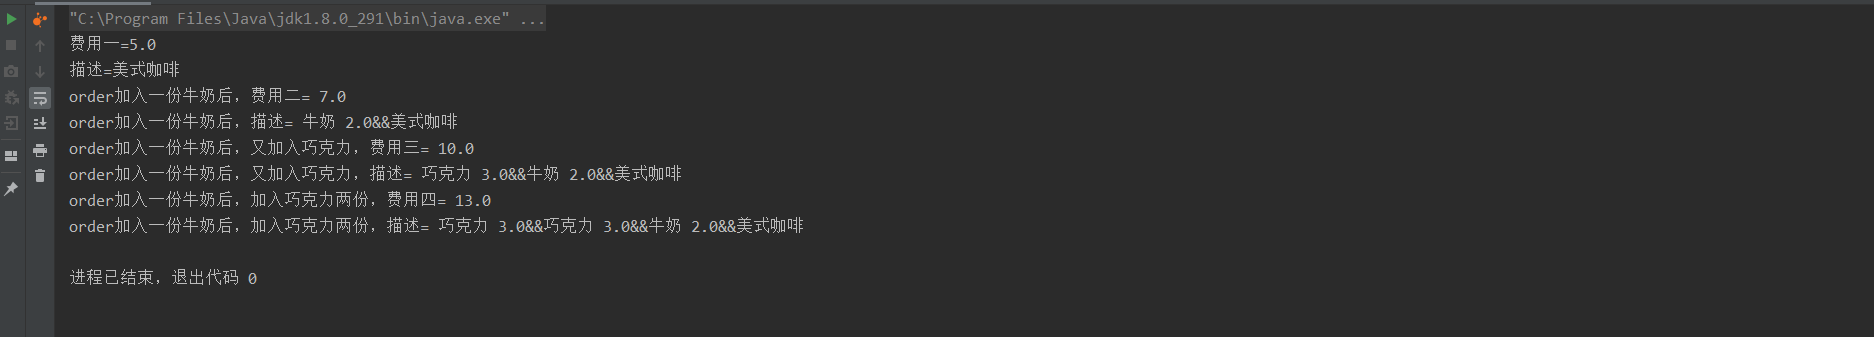 "C:\Program Files\Java\jdk1.8.0_291\bin\java.exe" ...
费用一=5.0
描述=美式咖啡
order加入一份牛奶后，费用二= 7.0
order加入一份牛奶后，描述= 牛奶 2.0&&美式咖啡
order加入一份牛奶后，又加入巧克力，费用三= 10.0
order加入一份牛奶后，又加入巧克力，描述= 巧克力 3.0&&牛奶 2.0&&美式咖啡
order加入一份牛奶后，加入巧克力两份，费用四= 13.0
order加入一份牛奶后，加入巧克力两份，描述= 巧克力 3.0&&巧克力 3.0&&牛奶 2.0&&美式咖啡
进程已结束，退出代码 0